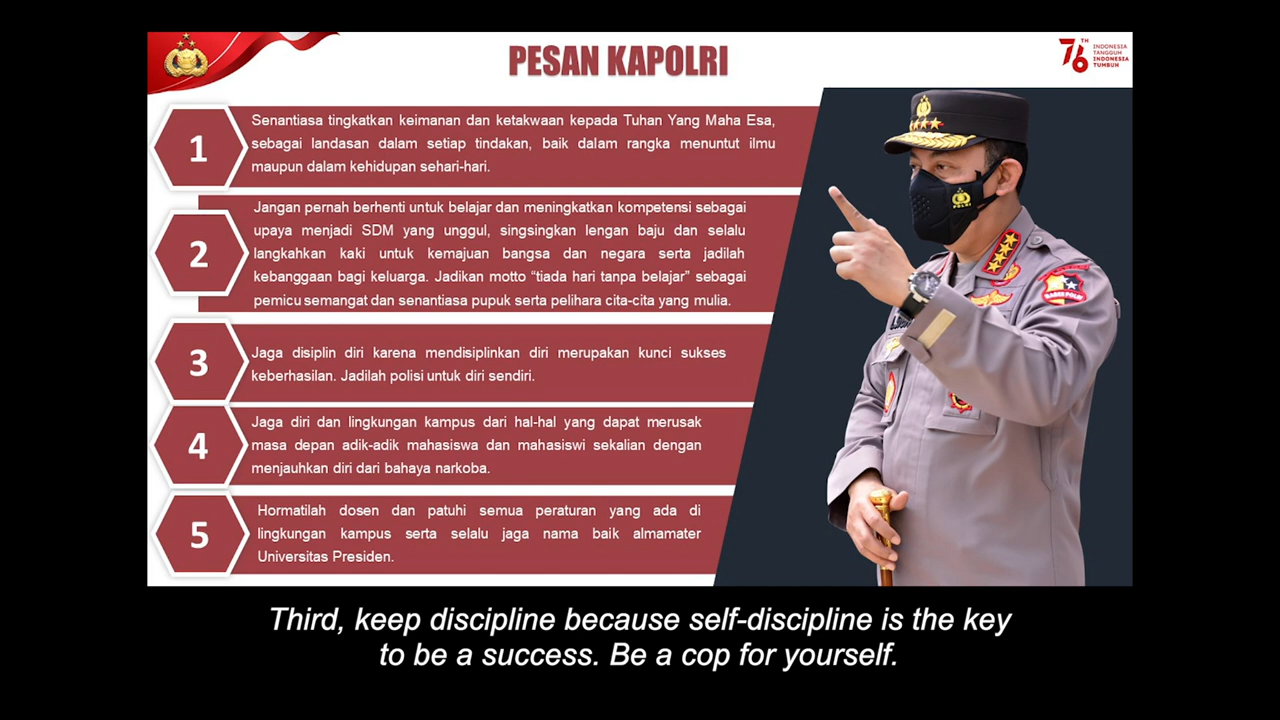 PESAN KAPOLRI
76 TH
INDONESIA
TANGGUH
INDONESIA
TUMBUH
1
Senantiasa tingkatkan keimanan dan ketakwaan kepada Tuhan Yang Maha Esa,
sebagai landasan dalam setiap tindakan, baik dalam rangka menuntut ilmu
maupun dalam kehidupan sehari-hari.
2
Jangan pernah berhenti untuk belajar dan meningkatkan kompetensi sebagai
upaya menjadi SDM yang unggul, singsingkan lengan baju dan selalu
langkahkan kaki untuk kemajuan bangsa dan negara serta jadilah
kebanggaan bagi keluarga. Jadikan motto “tiada hari tanpa belajar” sebagai
pemicu semangat dan senantiasa pupuk serta pelihara cita-cita yang mulia.
3
Jaga disiplin diri karena mendisiplinkan diri merupakan kunci sukses
keberhasilan. Jadilah polisi untuk diri sendiri.
4
Jaga diri dan lingkungan kampus dari hal-hal yang dapat merusak
masa depan adik-adik mahasiswa dan mahasiswi sekalian dengan
menjauhkan diri dari bahaya narkoba.
5
Hormatilah dosen dan patuhi semua peraturan yang ada di
lingkungan kampus serta selalu jaga nama baik almamater
Universitas Presiden.
POLRI
Third, keep discipline because self-discipline is the key
to be a success. Be a cop for yourself.